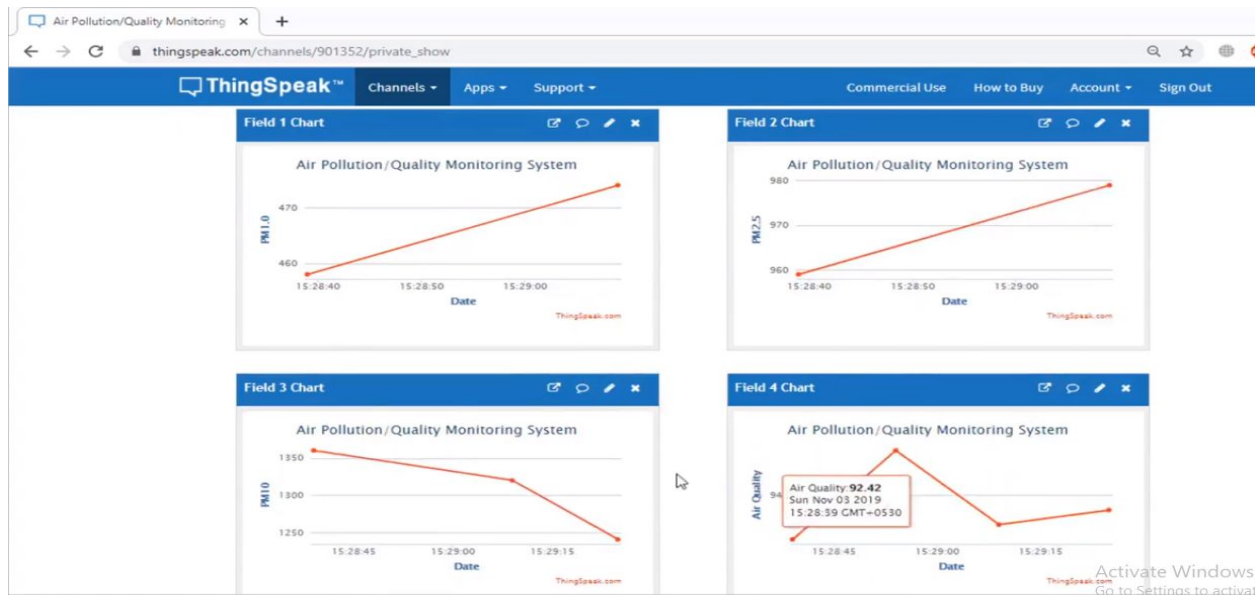 Air Pollution/Quality Monitoring
thingspeak.com/channels/901352/private_show
ThingSpeak™ Channels Apps Support Commercial Use How to Buy Account Sign Out
Field 1 Chart
Air Pollution/Quality Monitoring System
PM1.0
470
460
15:28:40 15:28:50 15:29:00
Date
ThingSpeak.com
Field 2 Chart
Air Pollution/Quality Monitoring System
PM2.5
980
970
960
15:28:40 15:28:50 15:29:00
Date
ThingSpeak.com
Field 3 Chart
Air Pollution/Quality Monitoring System
PM10
1350
1300
1250
15:28:45 15:29:00 15:29:15
Date
ThingSpeak.com
Field 4 Chart
Air Pollution/Quality Monitoring System
Air Quality
94
Air Quality:92.42
Sun Nov 03 2019
15:28:39 GMT+0530
15:28:45 15:29:00 15:29:15
Date
ThingSpeak.com
Activate Windows
Go to Settings to activat